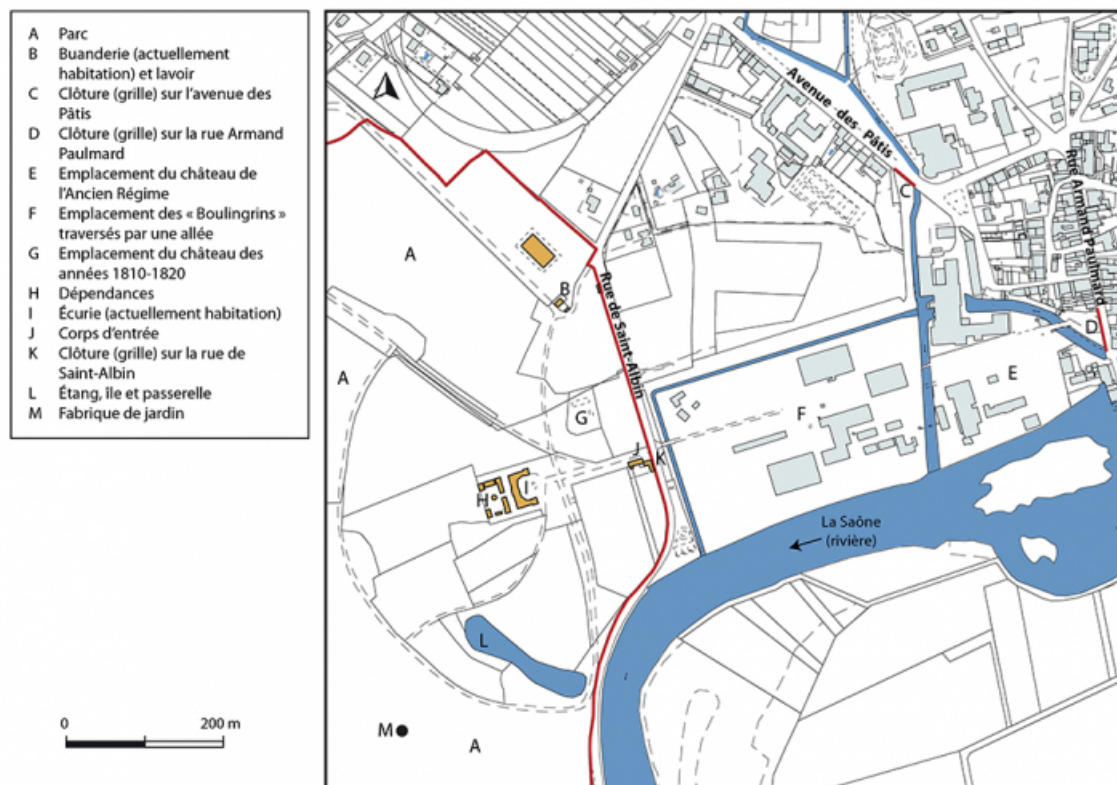 A Parc
B Buanderie (actuellement
habitation) et lavoir
C Clôture (grille) sur l'avenue des
Pâtis
D Clôture (grille) sur la rue Armand
Paulmard
E Emplacement du château de
l'Ancien Régime
F Emplacement des « Boulingrins »
traversés par une allée
G Emplacement du château des
années 1810-1820
H Dépendances
I Écurie (actuellement habitation)
J Corps d'entrée
K Clôture (grille) sur la rue de
Saint-Albin
L Étang, île et passerelle
M Fabrique de jardin
0 200 m
Avenue des Pâtis
C
Rue Armand Paulmard
D
A
B
Rue de Saint-Albin
E
A
F
G
J
K
H
I
La Saône
(rivière)
L
M
A